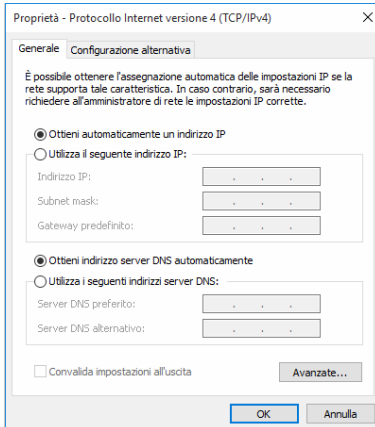 Proprietà - Protocollo Internet versione 4 (TCP/IPv4)
Generale Configurazione alternativa
È possibile ottenere l'assegnazione automatica delle impostazioni IP se la
rete supporta tale caratteristica. In caso contrario, sarà necessario
richiedere all'amministratore di rete le impostazioni IP corrette.
Ottieni automaticamente un indirizzo IP
Utilizza il seguente indirizzo IP:
Indirizzo IP:
Subnet mask:
Gateway predefinito:
Ottieni indirizzo server DNS automaticamente
Utilizza i seguenti indirizzi server DNS:
Server DNS preferito:
Server DNS alternativo:
Convalida impostazioni all'uscita
Avanzate...
OK Annulla